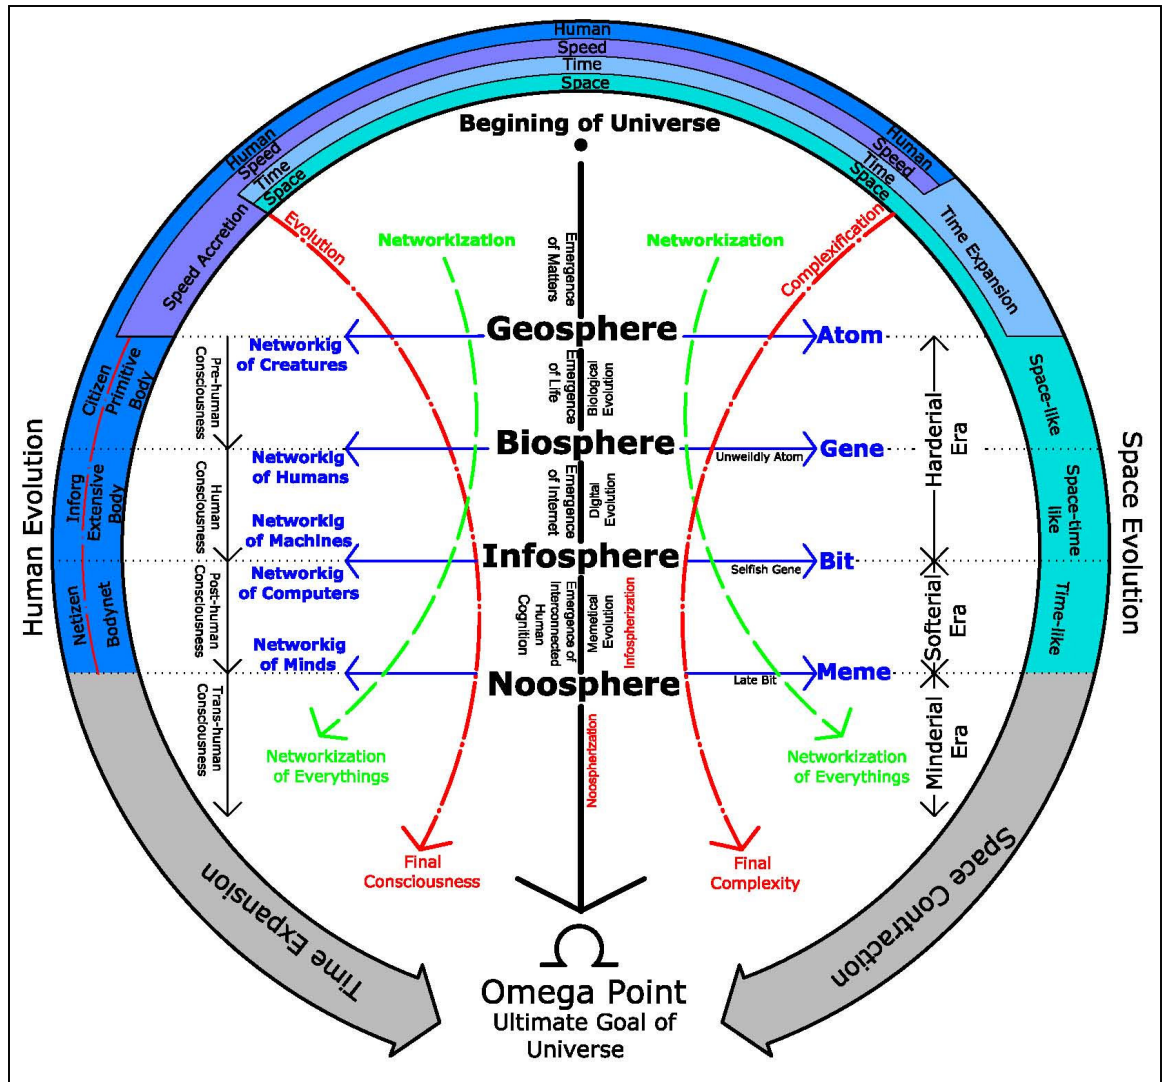 Human
Speed
Time
Space
Human
Speed
Time
Space
Human
Speed
Time
Space
Begining of Universe
Speed Accretion
Time Expansion
Evolution
Complexification
Networkization
Networkization
Emergence
of Matters
Geosphere
Atom
Networkig
of Creatures
Emergence
of Life
Biological
Evolution
Citizen
Primitive
Body
Pre-human
Consciousness
Space-like
Harderial
Era
Biosphere
Unweildly Atom
Gene
Networkig
of Humans
Emergence
of Internet
Digital
Evolution
Inforg
Extensive
Body
Human
Consciousness
Networkig
of Machines
Space-time
like
Human Evolution
Space Evolution
Infosphere
Selfish Gene
Bit
Networkig
of Computers
Emergence of
Interconnected
Human
Cognition
Memetical
Evolution
Infospherization
Netizen
Bodynet
Post-human
Consciousness
Time-like
Softerial
Era
Networkig
of Minds
Noosphere
Late Bit
Meme
Trans-human
Consciousness
Minderial
Era
Noospherization
Networkization
of Everythings
Networkization
of Everythings
Final
Consciousness
Final
Complexity
Time Expansion
Space Contraction
Ω
Omega Point
Ultimate Goal of
Universe